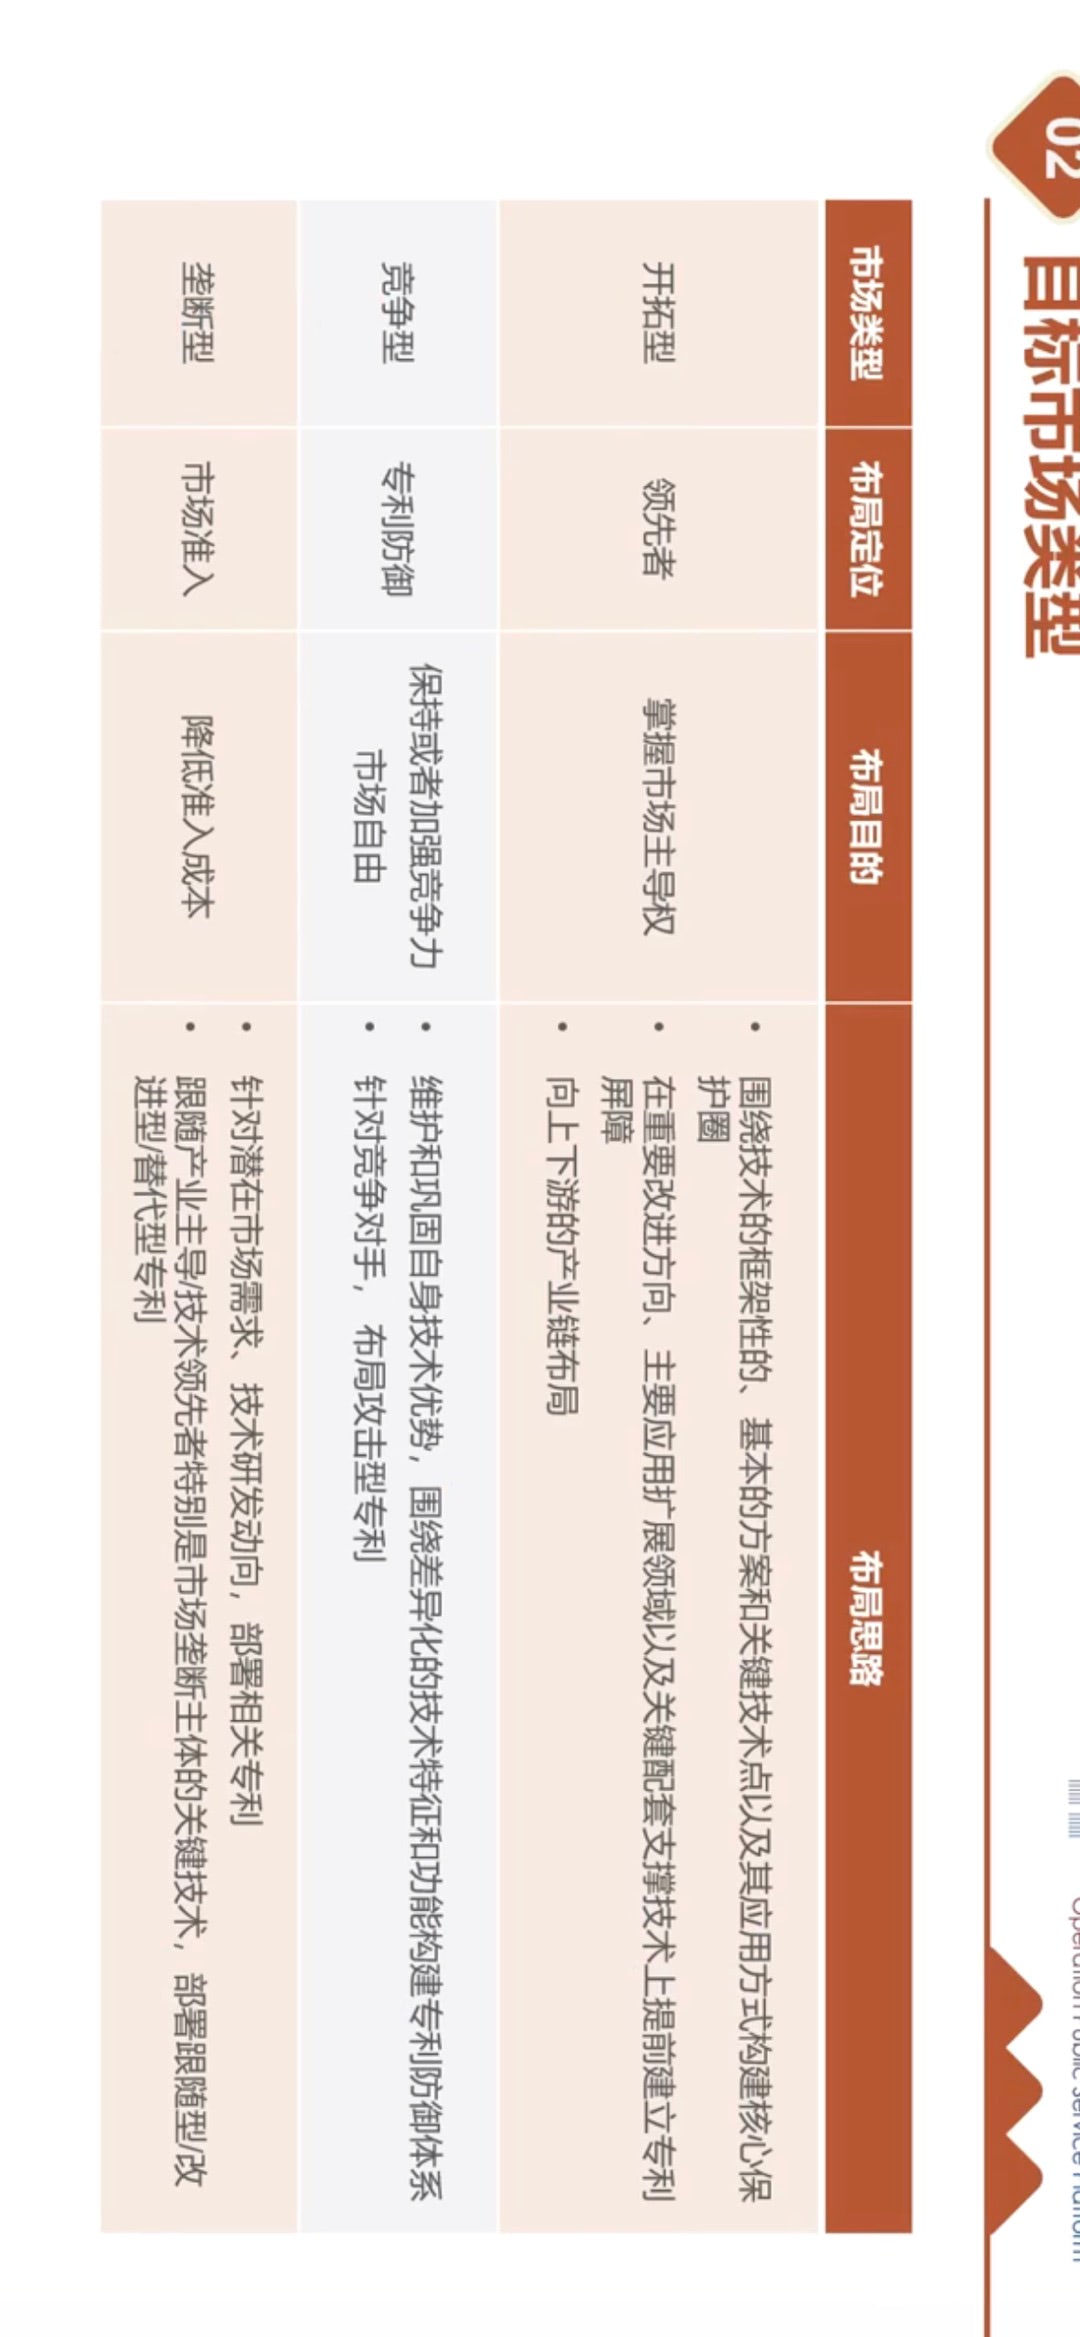 02
目标市场类型
Operation Public Service Platform
市场类型
布局定位
布局目的
布局思路
开拓型
领先者
掌握市场主导权
• 围绕技术的框架性的、基本的方案和关键技术点以及其应用方式构建核心保
护圈
• 在重要改进方向、主要应用扩展领域以及关键配套支撑技术上提前建立专利
屏障
• 向上下游的产业链布局
竞争型
专利防御
保持或者加强竞争力
市场自由
• 维护和巩固自身技术优势，围绕差异化的技术特征和功能构建专利防御体系
• 针对竞争对手，布局攻击型专利
垄断型
市场准入
降低准入成本
• 针对潜在市场需求、技术研发动向，部署相关专利
• 跟随产业主导/技术领先者特别是市场垄断主体的关键技术，部署跟随型/改
进型/替代型专利